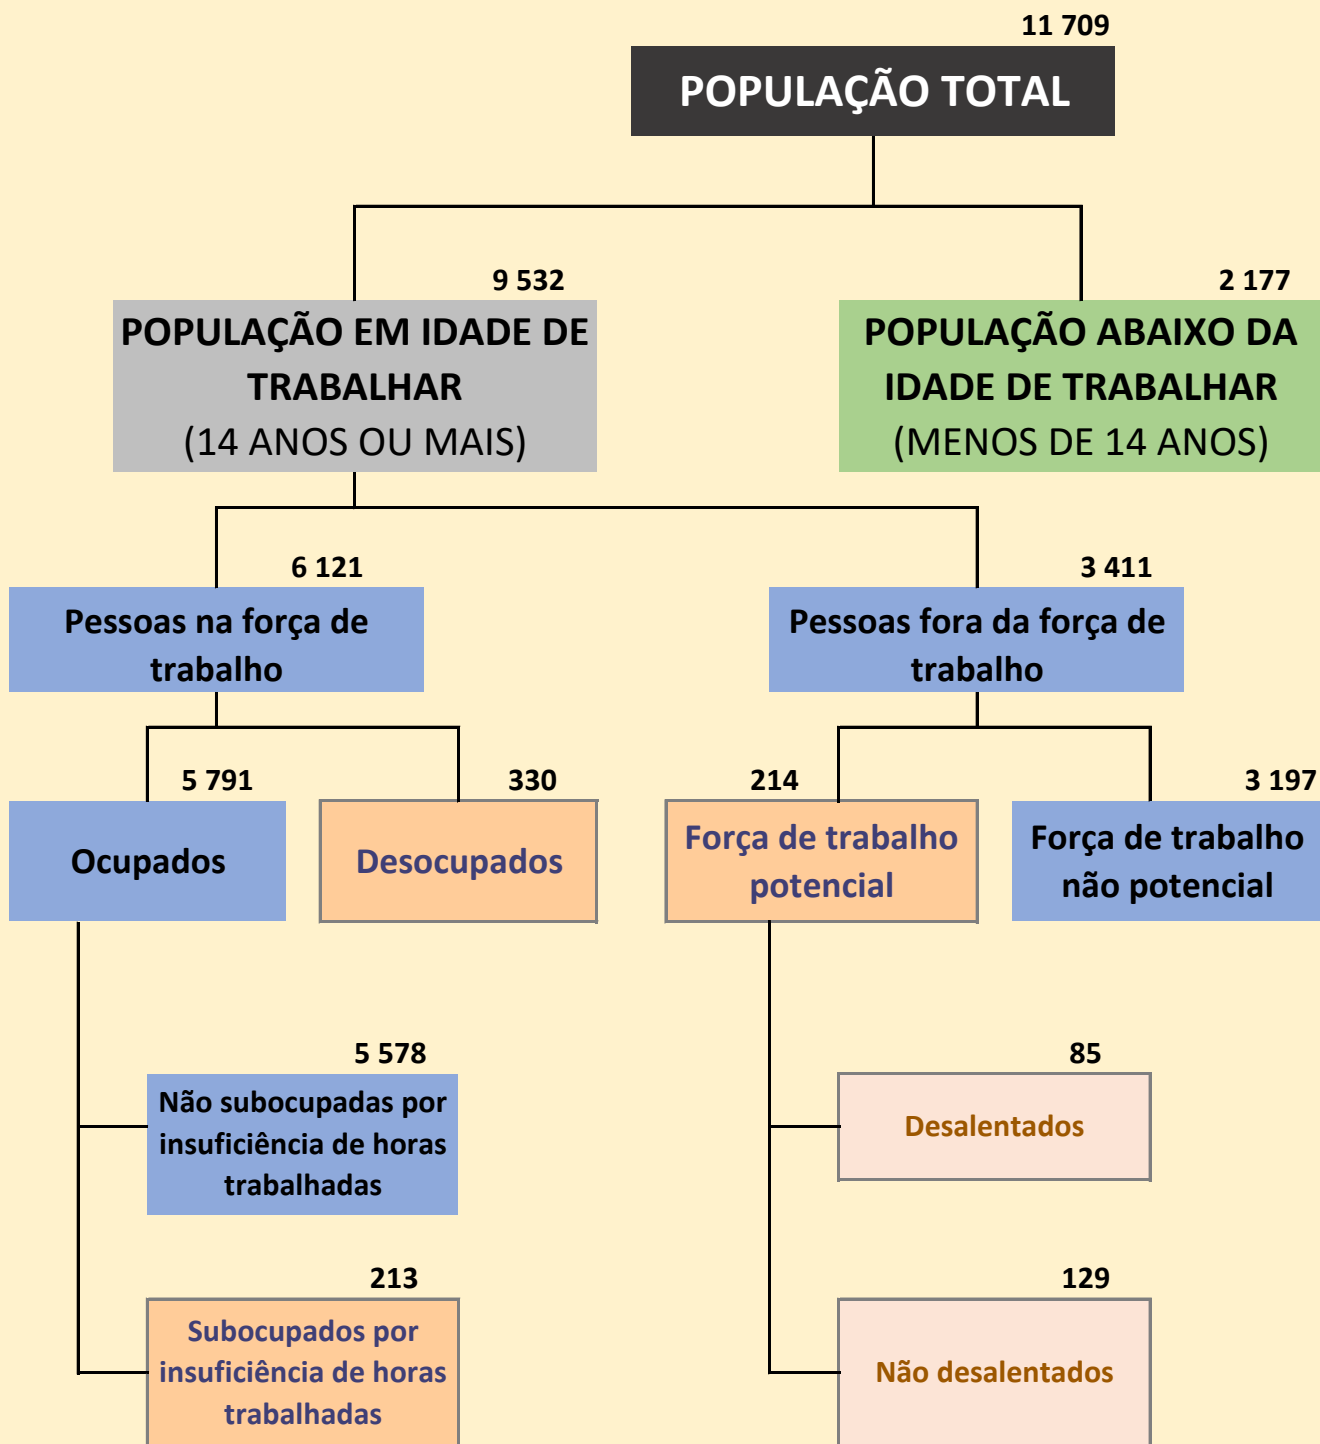 11 709
POPULAÇÃO TOTAL
9 532
POPULAÇÃO EM IDADE DE
TRABALHAR
(14 ANOS OU MAIS)
2 177
POPULAÇÃO ABAIXO DA
IDADE DE TRABALHAR
(MENOS DE 14 ANOS)
6 121
Pessoas na força de
trabalho
3 411
Pessoas fora da força de
trabalho
5 791
Ocupados
330
Desocupados
214
Força de trabalho
potencial
3 197
Força de trabalho
não potencial
5 578
Não subocupadas por
insuficiência de horas
trabalhadas
85
Desalentados
213
Subocupados por
insuficiência de horas
trabalhadas
129
Não desalentados